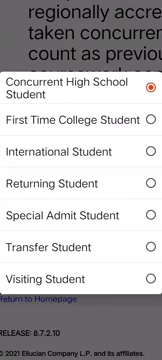 regionally accre
taken concurren
count as previou
Concurrent High School
Student
First Time College Student
International Student
Returning Student
Special Admit Student
Transfer Student
Visiting Student
Return to Homepage
RELEASE: 8.7.2.10
© 2021 Ellucian Company L.P. and its affiliates.